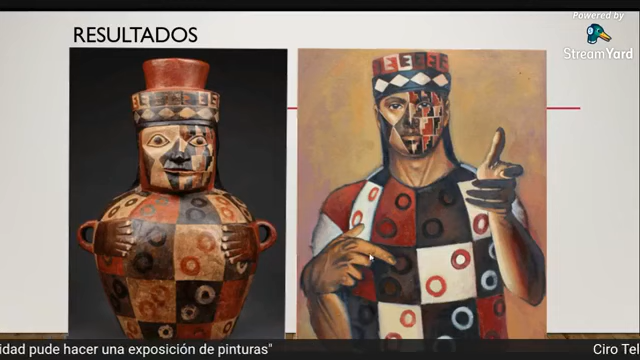 Powered by
StreamYard
RESULTADOS
idad pude hacer una exposición de pinturas"
Ciro Tel